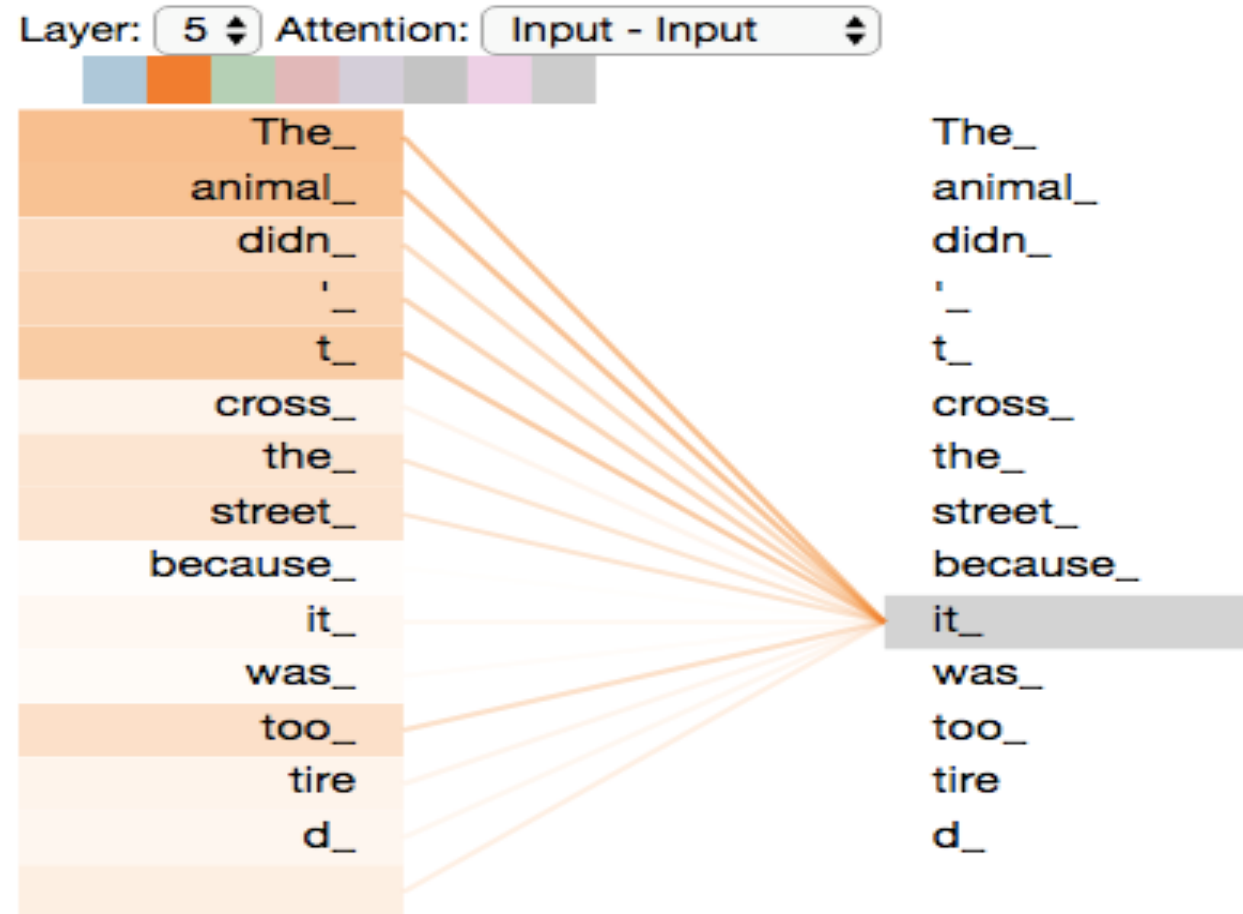 Layer: 5 Attention: Input - Input
The_ The_
animal_ animal_
didn_ didn_
'_ '_
t_ t_
cross_ cross_
the_ the_
street_ street_
because_ because_
it_ it_
was_ was_
too_ too_
tire tire
d_ d_